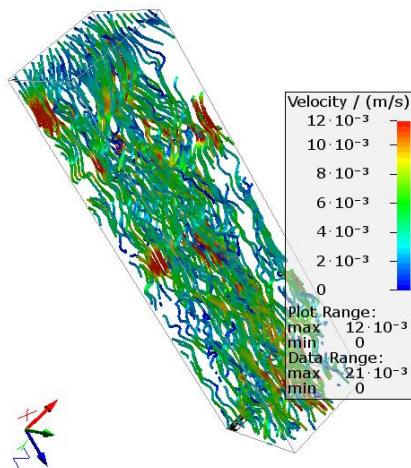 Velocity / (m/s)
12·10⁻³
10·10⁻³
8·10⁻³
6·10⁻³
4·10⁻³
2·10⁻³
0
Plot Range:
max 12·10⁻³
min 0
Data Range:
max 21·10⁻³
min 0
X
Z